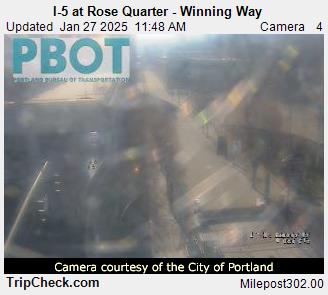 I-5 at Rose Quarter - Winning Way
Updated Jan 27 2025 11:48 AM Camera 4
PBOT
PORTLAND BUREAU OF TRANSPORTATION
Camera courtesy of the City of Portland
TripCheck.com Milepost302.00